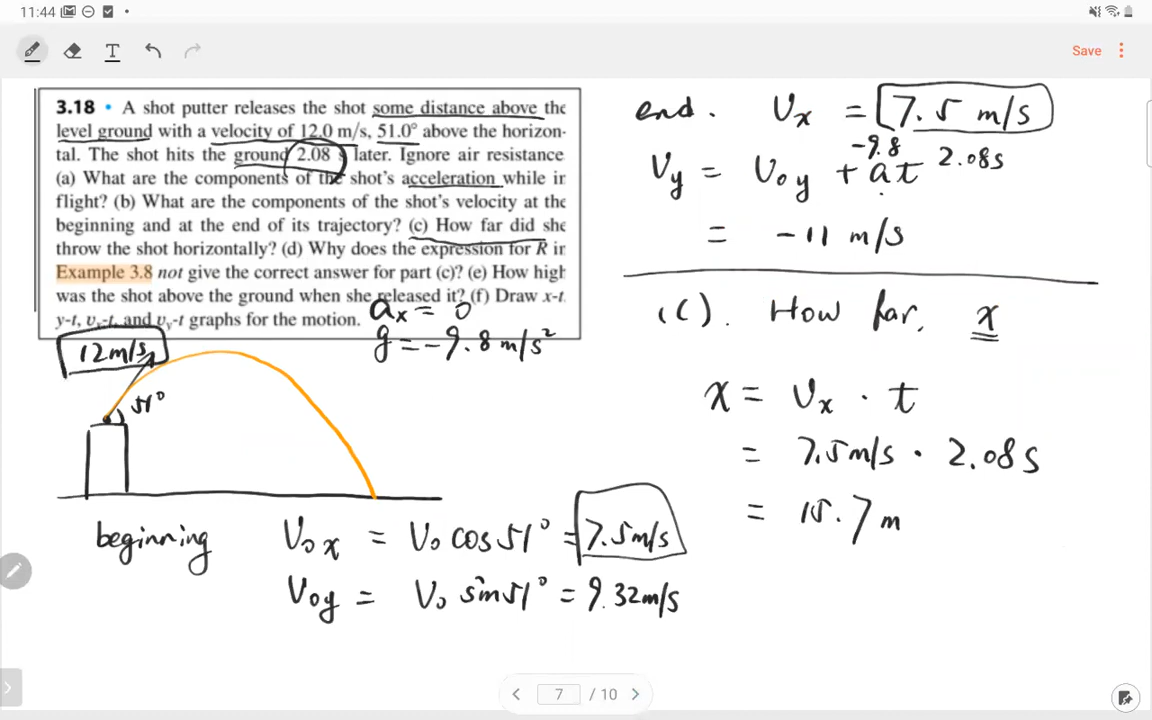 11:44
Save
3.18 • A shot putter releases the shot some distance above the
level ground with a velocity of 12.0 m/s, 51.0° above the horizon-
tal. The shot hits the ground 2.08 s later. Ignore air resistance
(a) What are the components of the shot's acceleration while in
flight? (b) What are the components of the shot's velocity at the
beginning and at the end of its trajectory? (c) How far did she
throw the shot horizontally? (d) Why does the expression for R in
Example 3.8 not give the correct answer for part (c)? (e) How high
was the shot above the ground when she released it? (f) Draw x-t,
y-t, υx-t, and υy-t graphs for the motion.
ax = 0
g = -9.8 m/s²
12m/s
51°
beginning
V0x = V0 cos 51° = 7.5m/s
V0y = V0 sin 51° = 9.32m/s
end. Vx = 7.5 m/s
-9.8 2.08s
Vy = V0y + at
= -11 m/s
(C). How far, x
x = Vx · t
= 7.5m/s · 2.08s
= 15.7m
7 / 10